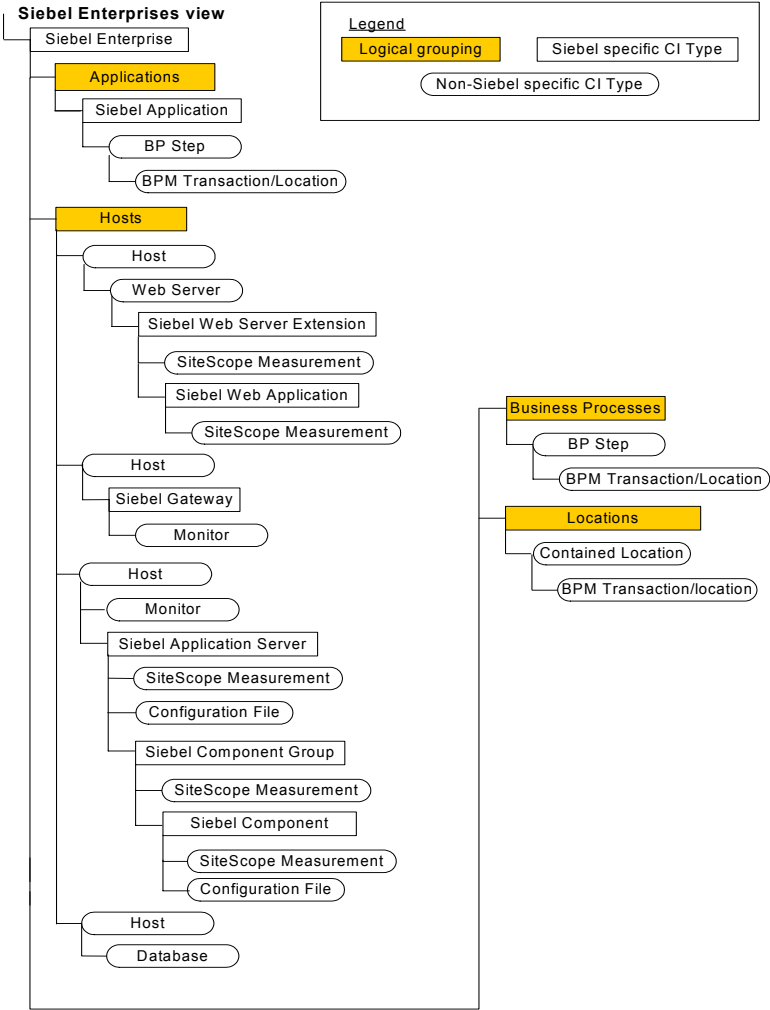 Siebel Enterprises view
Siebel Enterprise
Legend
Logical grouping
Siebel specific CI Type
Non-Siebel specific CI Type
Applications
Siebel Application
BP Step
BPM Transaction/Location
Hosts
Host
Web Server
Siebel Web Server Extension
SiteScope Measurement
Siebel Web Application
SiteScope Measurement
Host
Siebel Gateway
Monitor
Host
Monitor
Siebel Application Server
SiteScope Measurement
Configuration File
Siebel Component Group
SiteScope Measurement
Siebel Component
SiteScope Measurement
Configuration File
Host
Database
Business Processes
BP Step
BPM Transaction/Location
Locations
Contained Location
BPM Transaction/location